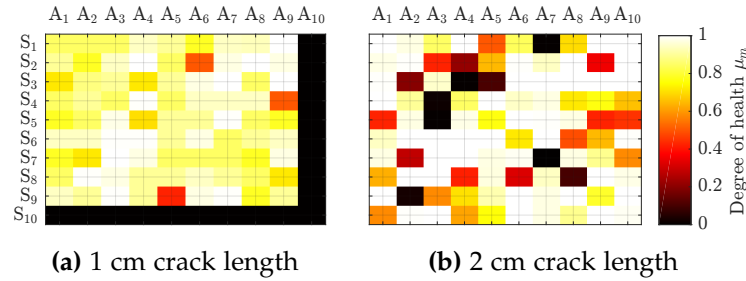 A₁ A₂ A₃ A₄ A₅ A₆ A₇ A₈ A₉ A₁₀ A₁ A₂ A₃ A₄ A₅ A₆ A₇ A₈ A₉ A₁₀
S₁
S₂
S₃
S₄
S₅
S₆
S₇
S₈
S₉
S₁₀
1
0.8
0.6
0.4
0.2
0
Degree of health μₘ
(a) 1 cm crack length
(b) 2 cm crack length